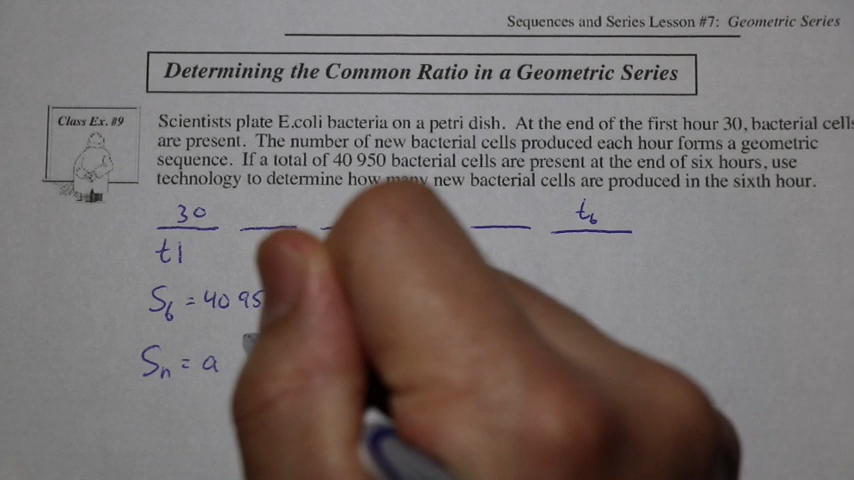 Sequences and Series Lesson #7: Geometric Series
Determining the Common Ratio in a Geometric Series
Class Ex. #9
Scientists plate E.coli bacteria on a petri dish. At the end of the first hour 30, bacterial cells
are present. The number of new bacterial cells produced each hour forms a geometric
sequence. If a total of 40 950 bacterial cells are present at the end of six hours, use
technology to determine how many new bacterial cells are produced in the sixth hour.
30 t6
t1
S6 = 40 95
Sn = a